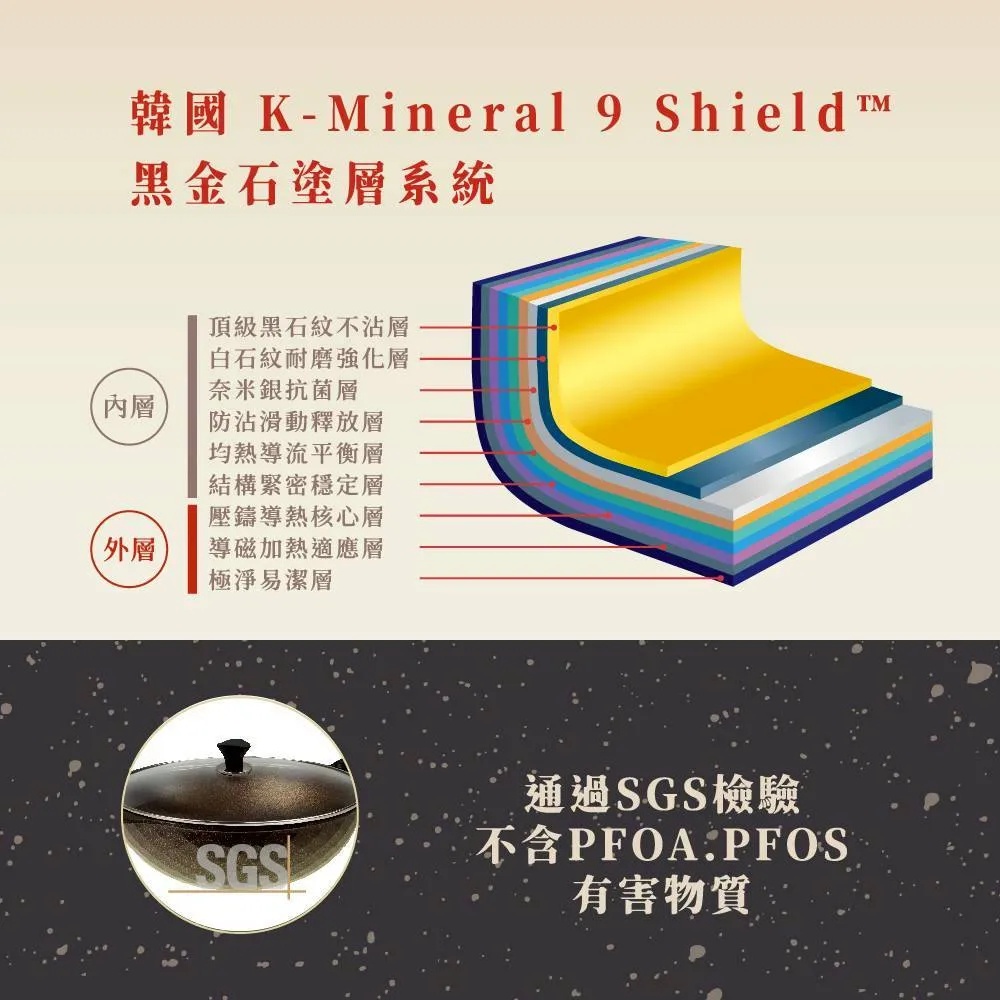 韓國 K-Mineral 9 Shield™
黑金石塗層系統
內層
頂級黑石紋不沾層
白石紋耐磨強化層
奈米銀抗菌層
防沾滑動釋放層
均熱導流平衡層
結構緊密穩定層
外層
壓鑄導熱核心層
導磁加熱適應層
極淨易潔層
SGS
通過SGS檢驗
不含PFOA.PFOS
有害物質